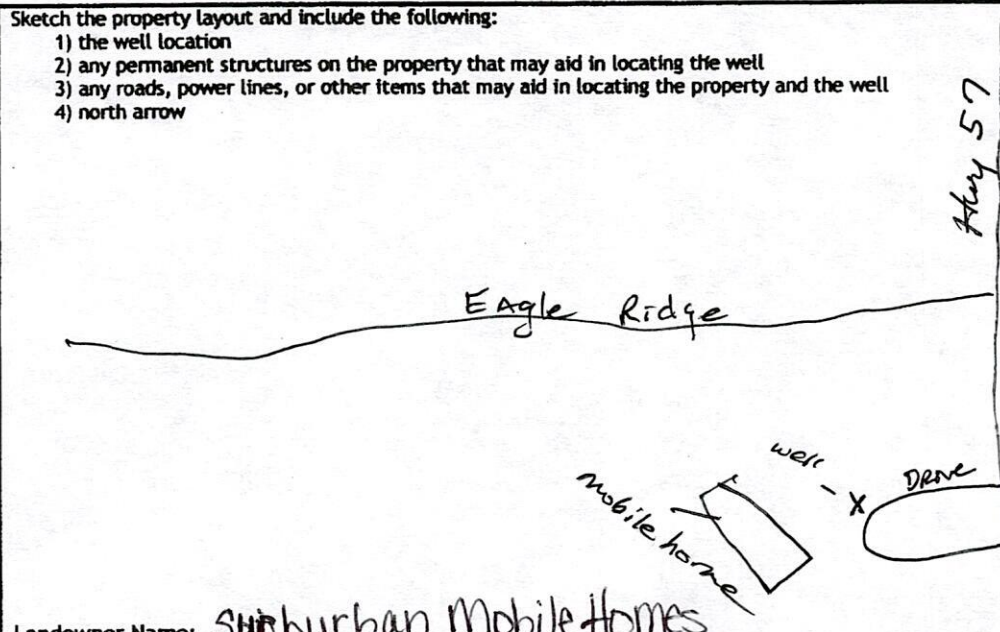 Sketch the property layout and include the following:
1) the well location
2) any permanent structures on the property that may aid in locating the well
3) any roads, power lines, or other items that may aid in locating the property and the well
4) north arrow
Hwy 57
EAgle Ridge
well - X
DRIVE
Mobile home
Landowner Name: Suburban Mobile Homes